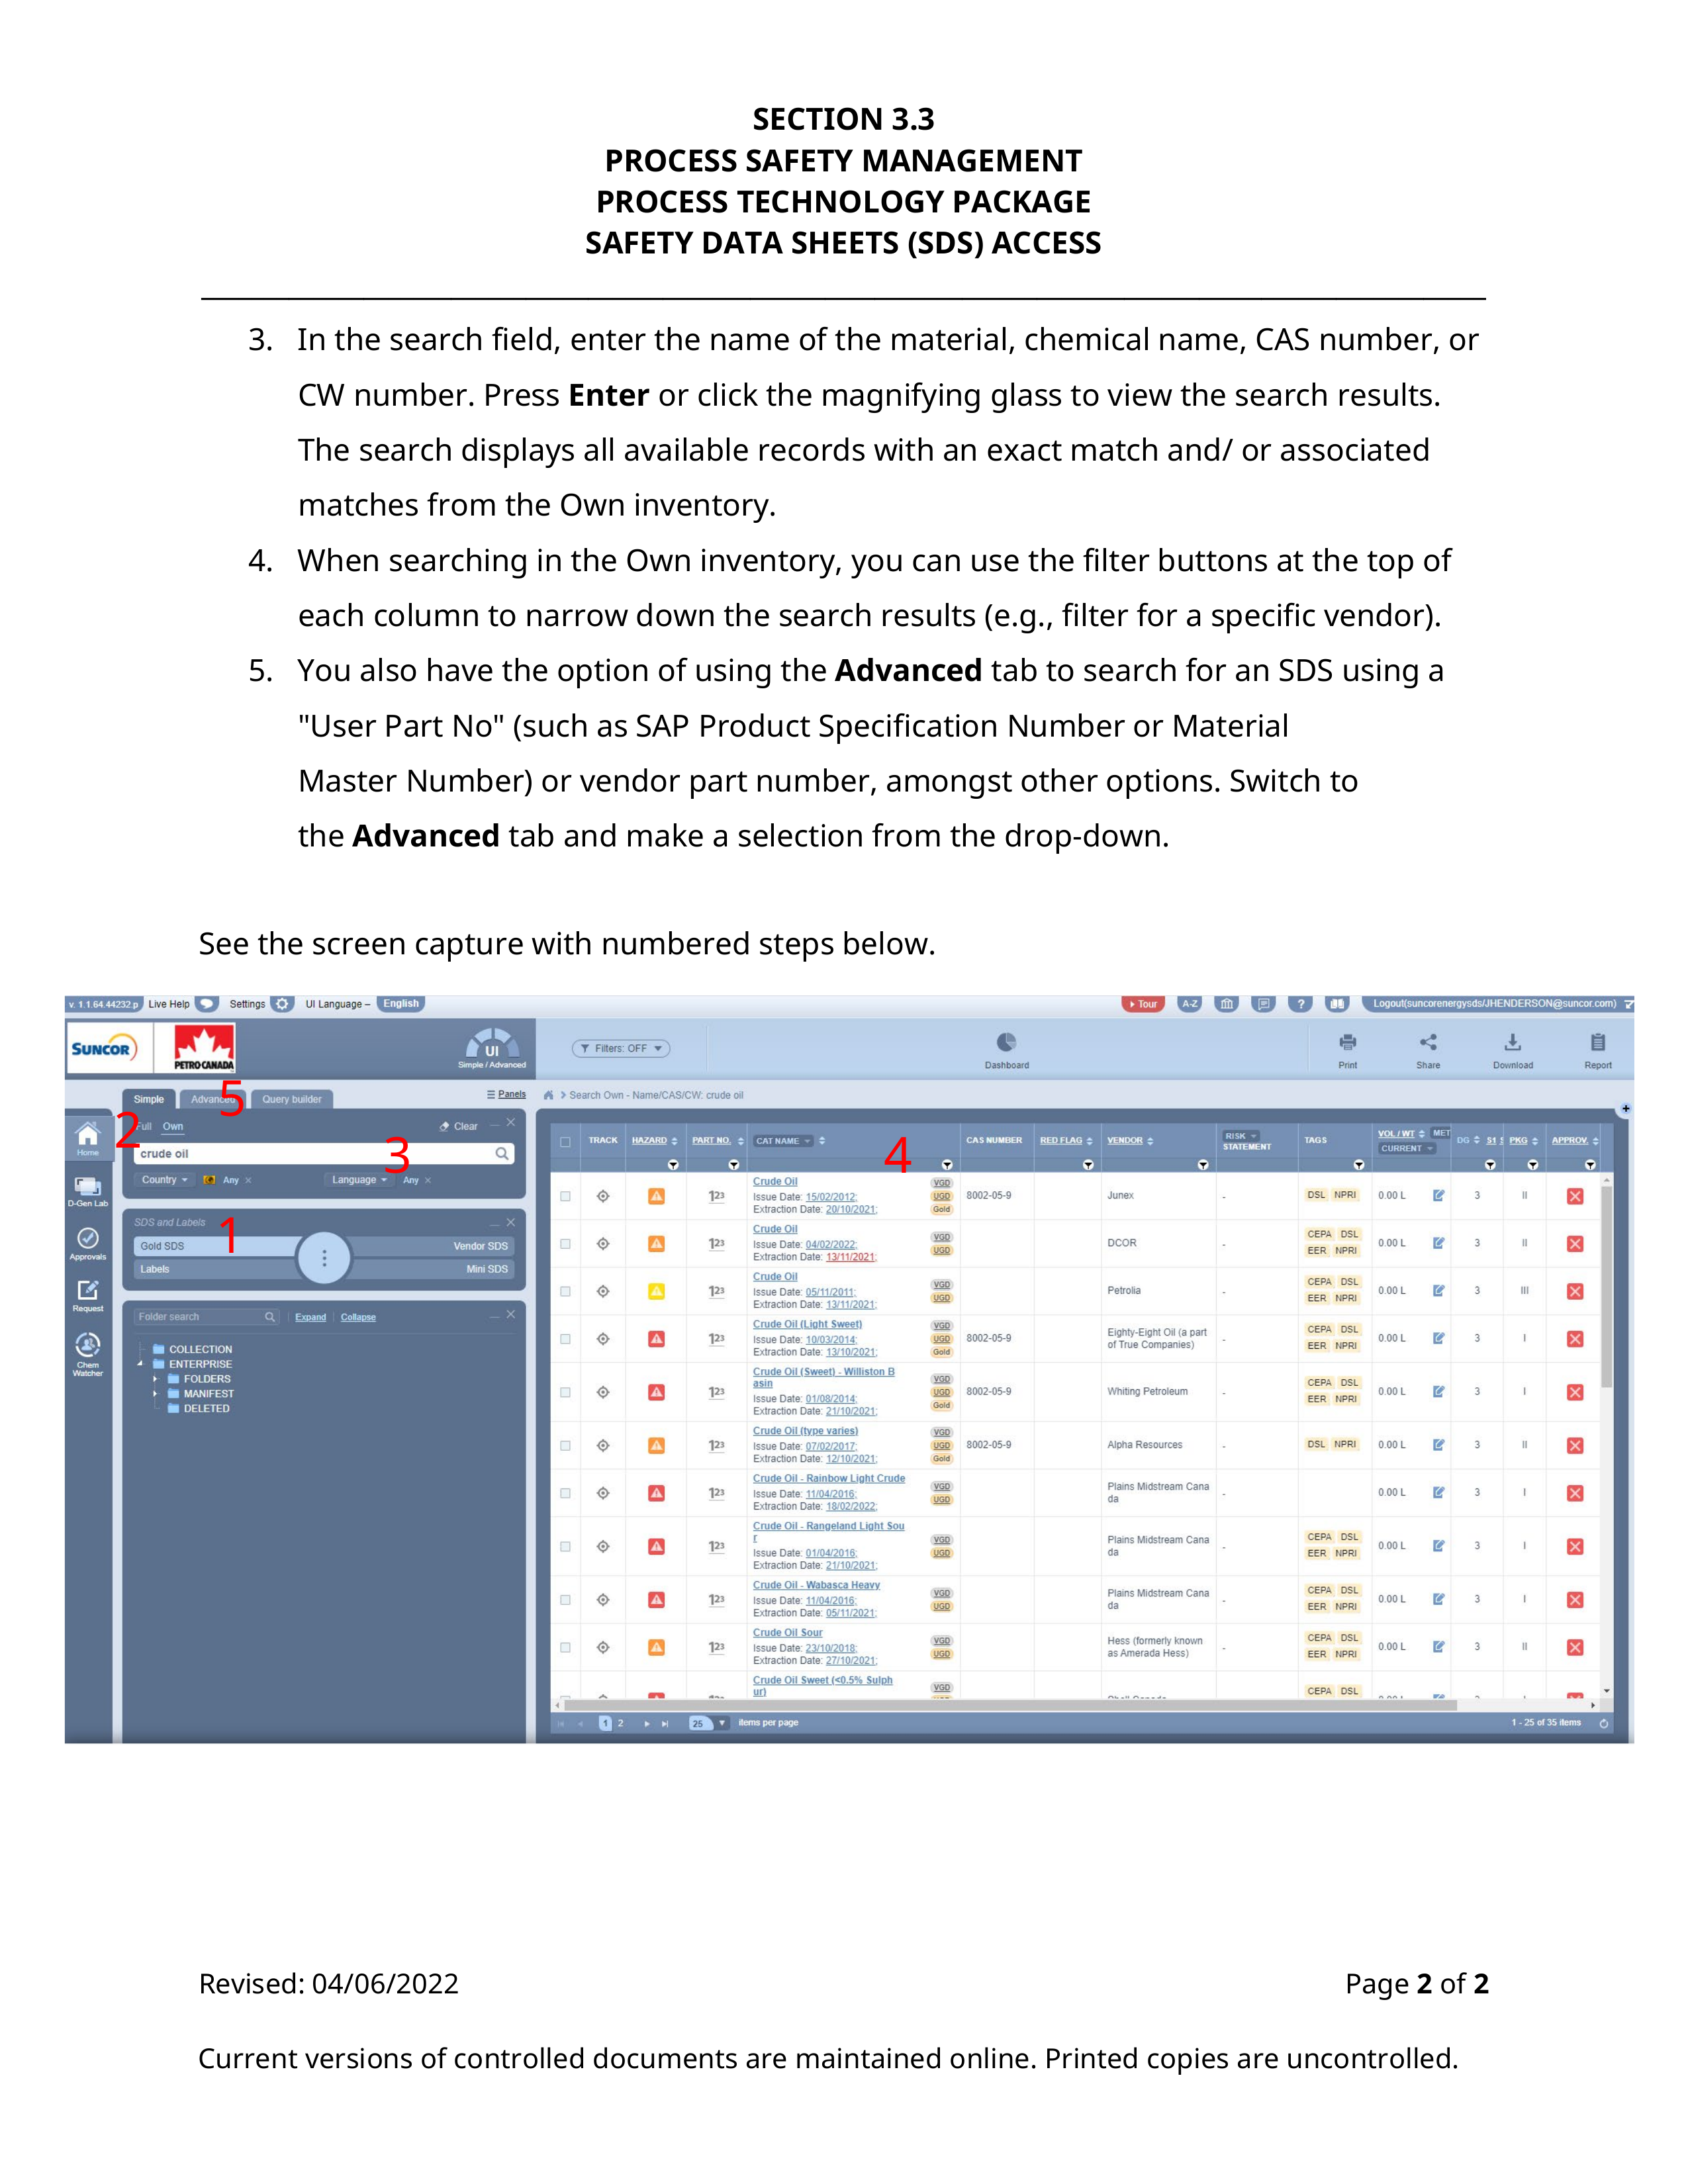 SECTION 3.3
PROCESS SAFETY MANAGEMENT
PROCESS TECHNOLOGY PACKAGE
SAFETY DATA SHEETS (SDS) ACCESS
3. In the search field, enter the name of the material, chemical name, CAS number, or
CW number. Press Enter or click the magnifying glass to view the search results.
The search displays all available records with an exact match and/ or associated
matches from the Own inventory.
4. When searching in the Own inventory, you can use the filter buttons at the top of
each column to narrow down the search results (e.g., filter for a specific vendor).
5. You also have the option of using the Advanced tab to search for an SDS using a
"User Part No" (such as SAP Product Specification Number or Material
Master Number) or vendor part number, amongst other options. Switch to
the Advanced tab and make a selection from the drop-down.
See the screen capture with numbered steps below.
v. 1.1.64.44232.p Live Help Settings UI Language – English Tour A-Z ? Logout(suncorenergysds/JHENDERSON@suncor.com)
SUNCOR PETRO-CANADA UI Simple / Advanced Filters: OFF Dashboard Print Share Download Report
Simple Advanced 5 Query builder Panels Search Own - Name/CAS/CW: crude oil
2 Full Own Clear
Home crude oil 3
Country Any × Language Any ×
D-Gen Lab
SDS and Labels
1
Gold SDS Vendor SDS
Labels Mini SDS
Approvals
Request
Chem Watcher
Folder search Expand Collapse
COLLECTION
ENTERPRISE
FOLDERS
MANIFEST
DELETED
TRACK HAZARD PART NO. CAT NAME 4 CAS NUMBER RED FLAG VENDOR RISK STATEMENT TAGS VOL / WT MET CURRENT DG S1 PKG APPROV.
Crude Oil VGD
Issue Date: 15/02/2012; UGD 8002-05-9 Junex - DSL NPRI 0.00 L 3 II
Extraction Date: 20/10/2021; Gold
Crude Oil VGD CEPA DSL
Issue Date: 04/02/2022; UGD DCOR - EER NPRI 0.00 L 3 II
Extraction Date: 13/11/2021;
Crude Oil VGD CEPA DSL
Issue Date: 05/11/2011; UGD Petrolia - EER NPRI 0.00 L 3 III
Extraction Date: 13/11/2021;
Crude Oil (Light Sweet) VGD Eighty-Eight Oil (a part CEPA DSL
Issue Date: 10/03/2014; UGD 8002-05-9 of True Companies) - EER NPRI 0.00 L 3 I
Extraction Date: 13/10/2021; Gold
Crude Oil (Sweet) - Williston B
asin VGD CEPA DSL
Issue Date: 01/08/2014; UGD 8002-05-9 Whiting Petroleum - EER NPRI 0.00 L 3 I
Extraction Date: 21/10/2021; Gold
Crude Oil (type varies) VGD
Issue Date: 07/02/2017; UGD 8002-05-9 Alpha Resources - DSL NPRI 0.00 L 3 II
Extraction Date: 12/10/2021; Gold
Crude Oil - Rainbow Light Crude VGD Plains Midstream Cana
Issue Date: 11/04/2016; UGD da - 0.00 L 3 I
Extraction Date: 18/02/2022;
Crude Oil - Rangeland Light Sou
r VGD Plains Midstream Cana CEPA DSL
Issue Date: 01/04/2016; UGD da - EER NPRI 0.00 L 3 I
Extraction Date: 21/10/2021;
Crude Oil - Wabasca Heavy VGD Plains Midstream Cana CEPA DSL
Issue Date: 11/04/2016; UGD da - EER NPRI 0.00 L 3 I
Extraction Date: 05/11/2021;
Crude Oil Sour VGD Hess (formerly known CEPA DSL
Issue Date: 23/10/2018; UGD as Amerada Hess) - EER NPRI 0.00 L 3 II
Extraction Date: 27/10/2021;
Crude Oil Sweet (<0.5% Sulph VGD CEPA DSL
ur)
1 2 25 items per page 1 - 25 of 35 items
Revised: 04/06/2022 Page 2 of 2
Current versions of controlled documents are maintained online. Printed copies are uncontrolled.